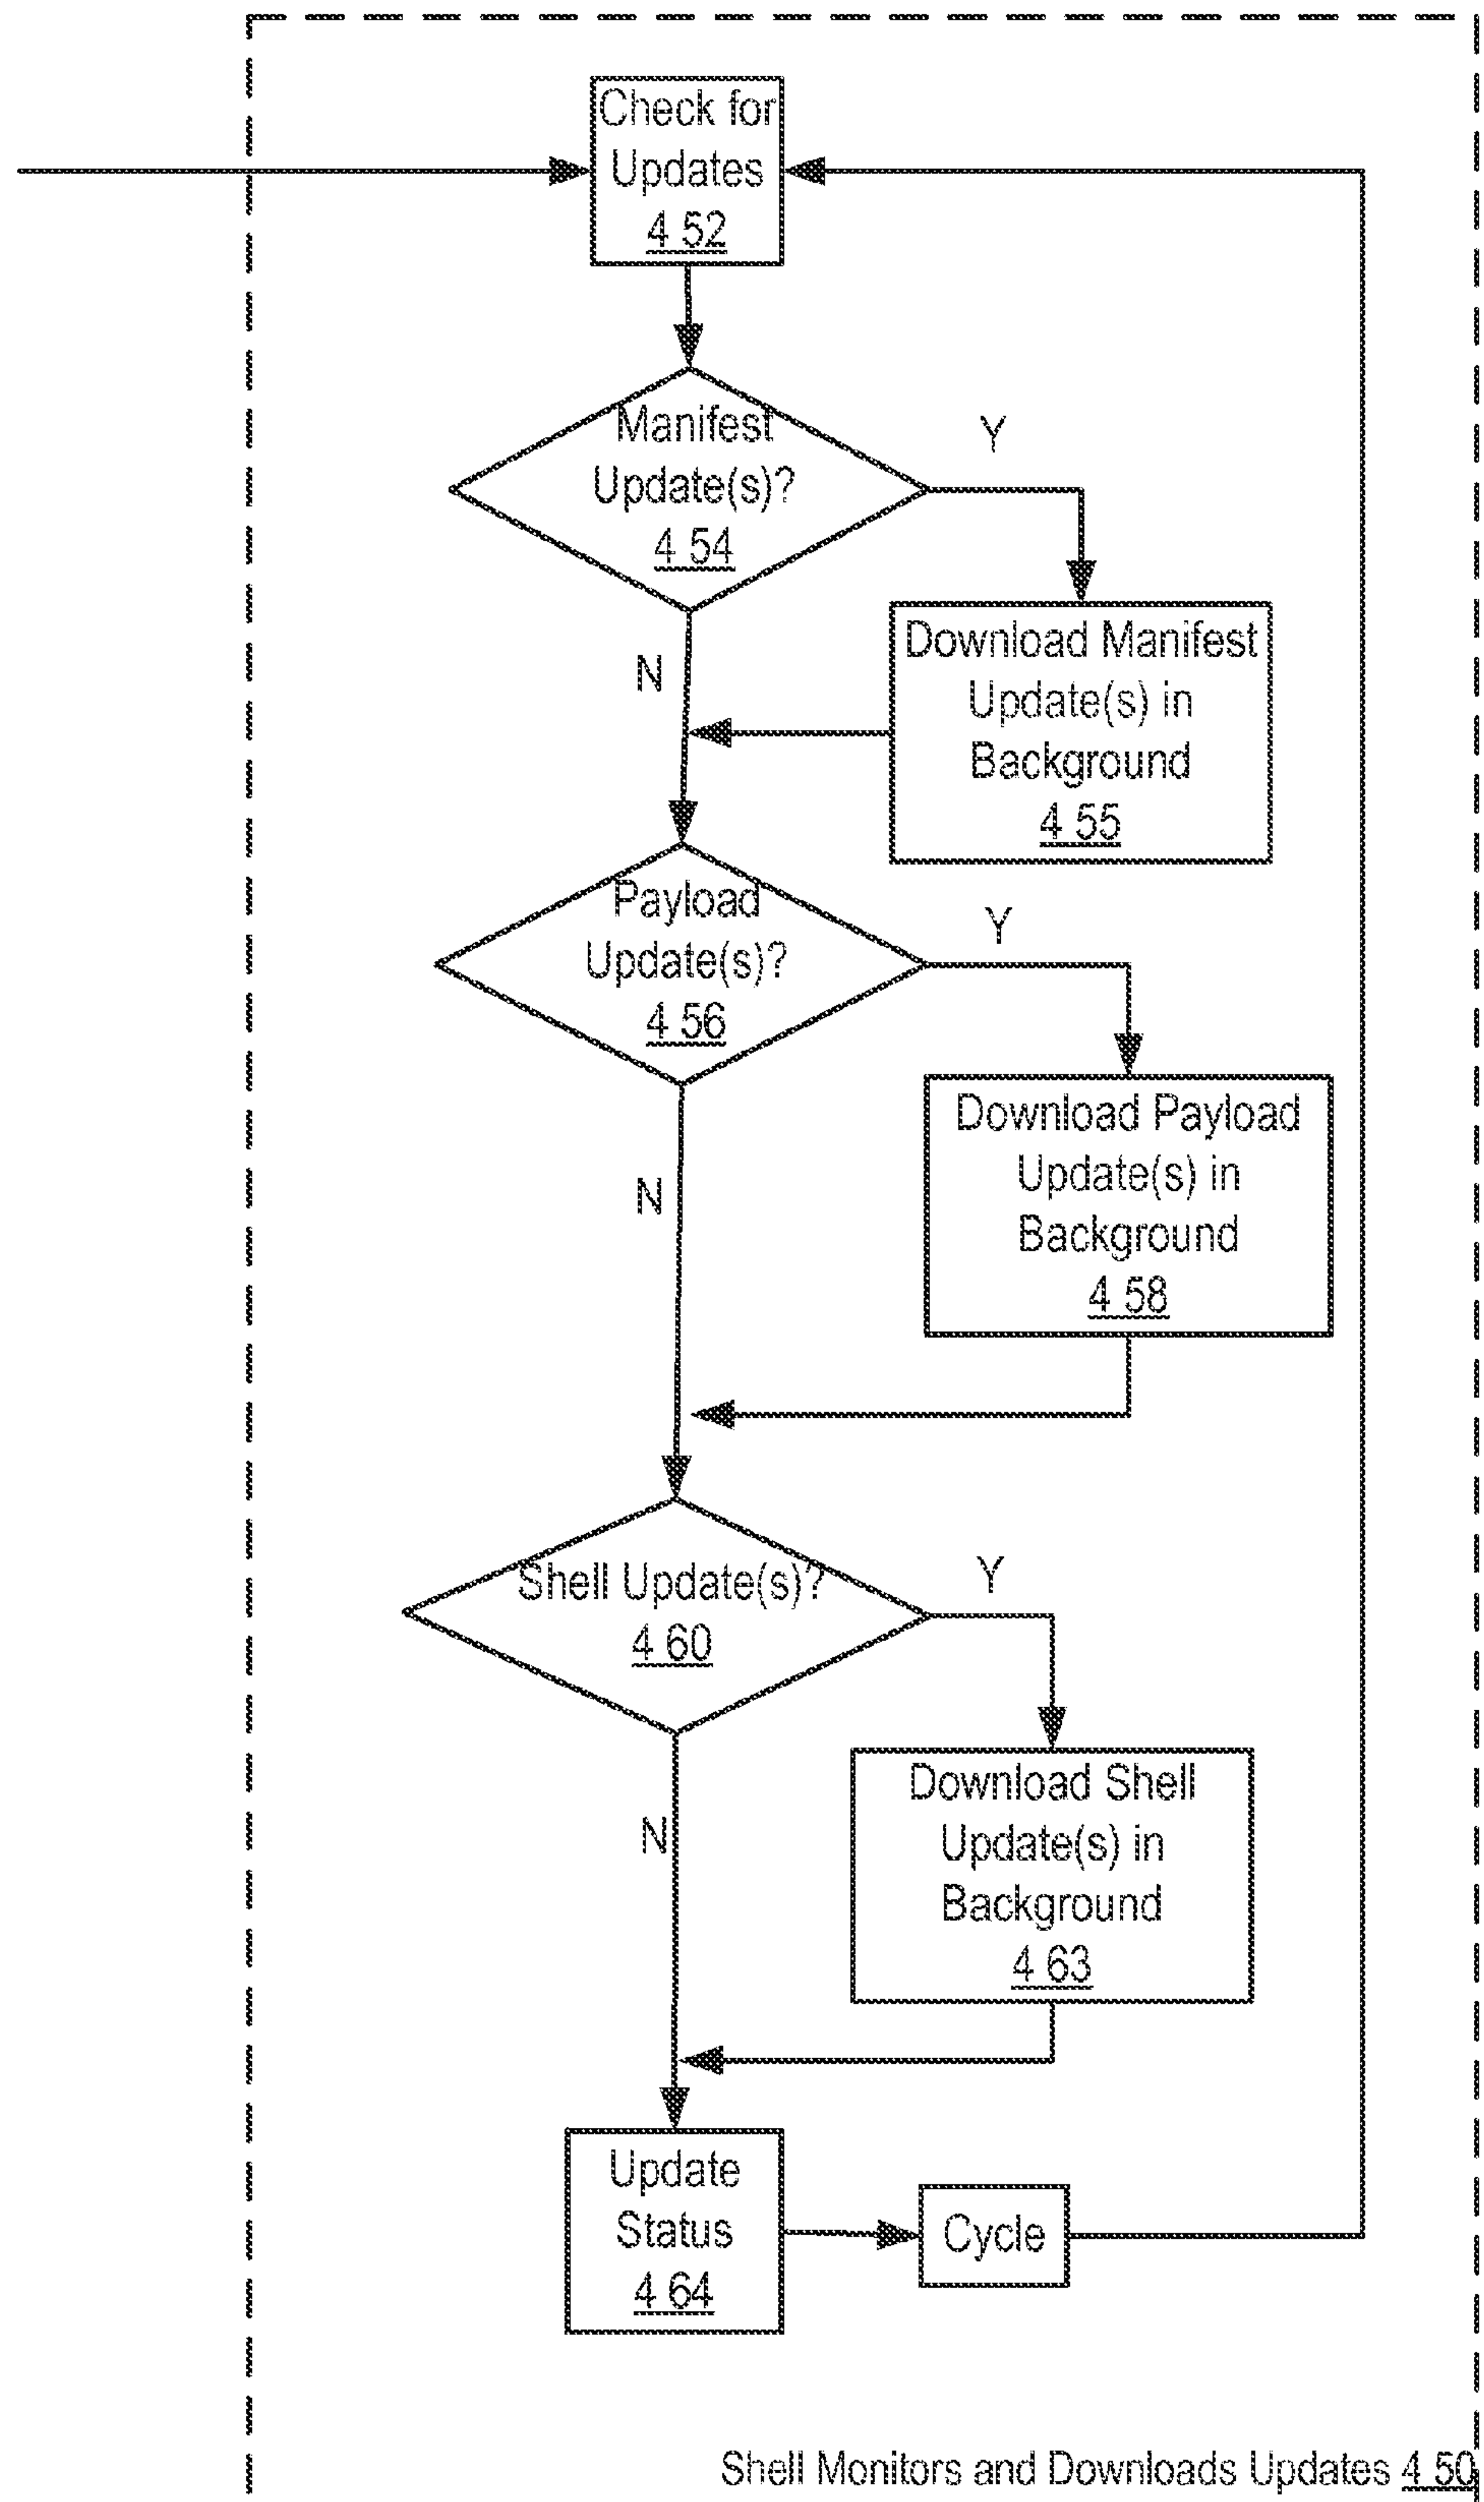 Check for
Updates
4 52
Manifest
Update(s)?
4 54
Y
N
Download Manifest
Update(s) in
Background
4 55
Payload
Update(s)?
4 56
Y
N
Download Payload
Update(s) in
Background
4 58
Shell Update(s)?
4 60
Y
N
Download Shell
Update(s) in
Background
4 63
Update
Status
4 64
Cycle
Shell Monitors and Downloads Updates 4 50